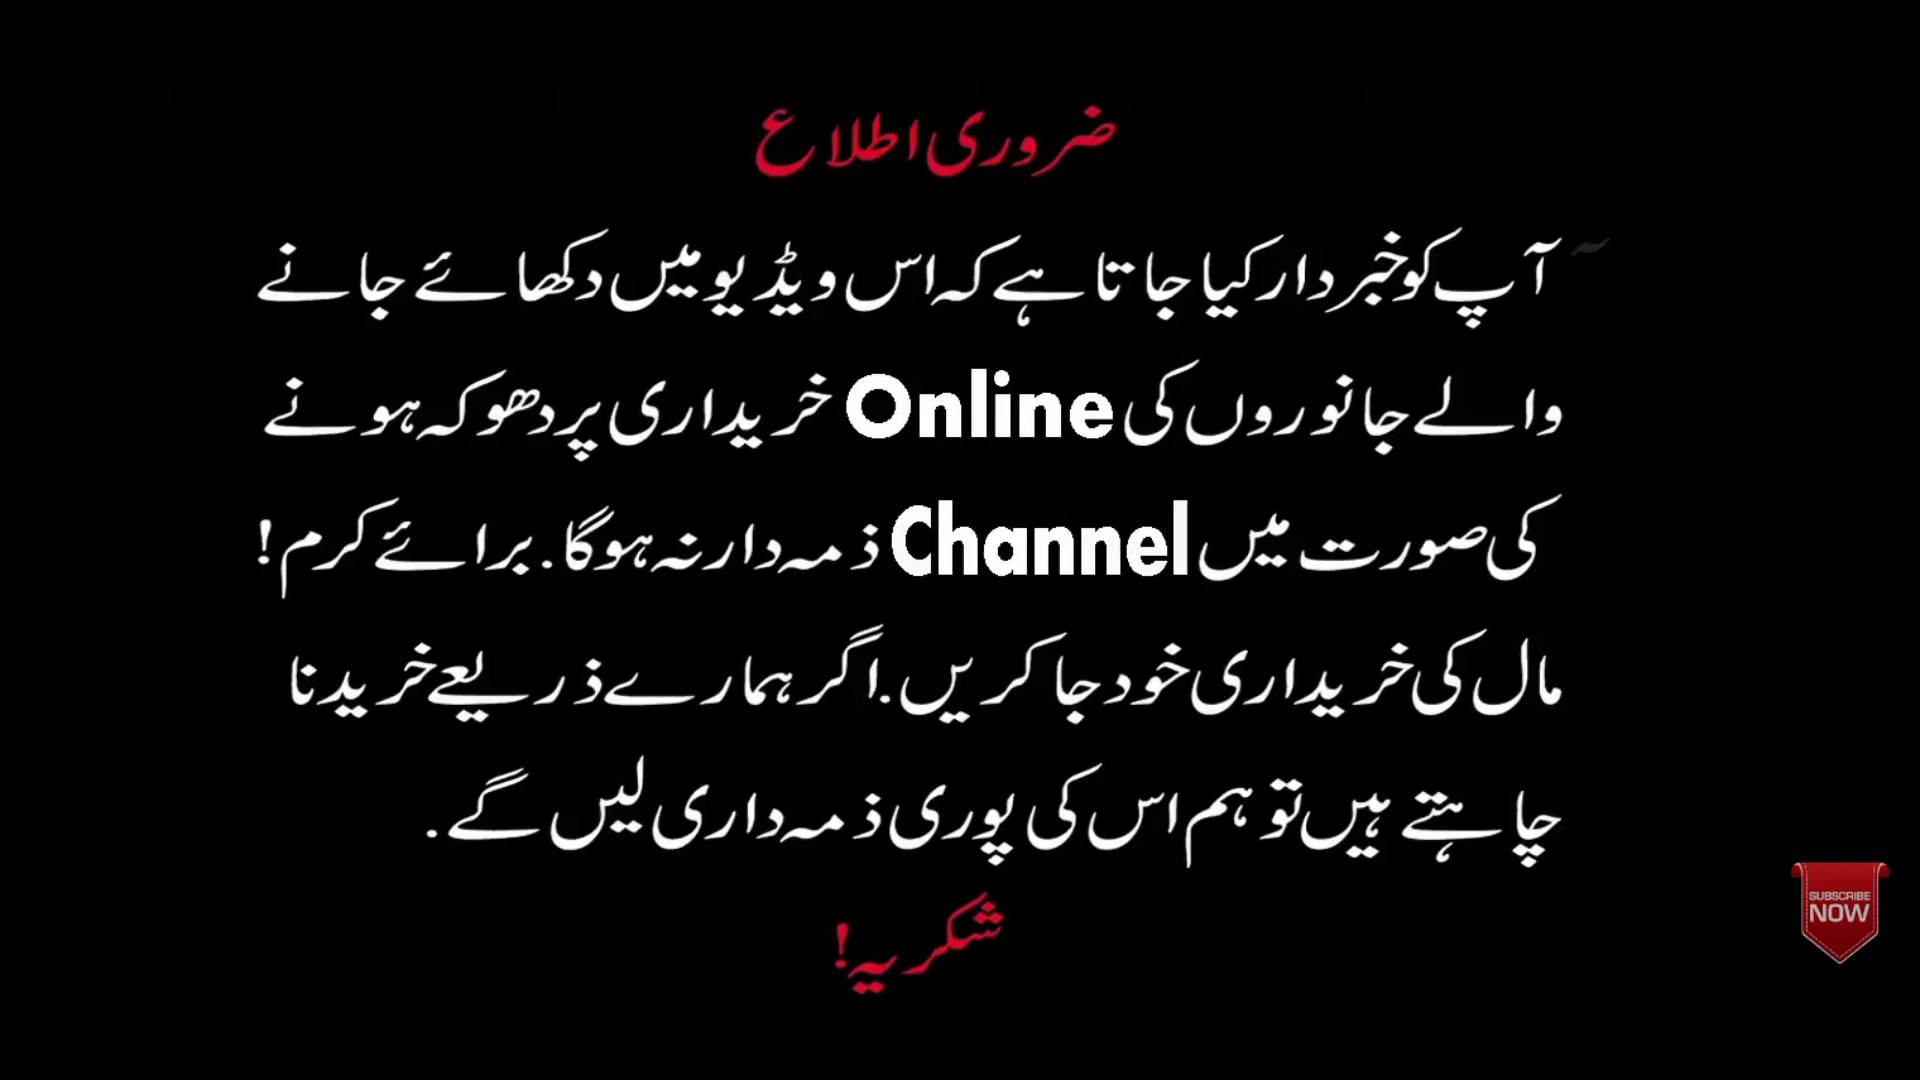 ضروری اطلاع
آپ کو خبردار کیا جاتا ہے کہ اس ویڈیو میں دکھائے جانے
والے جانوروں کی Online خریداری پر دھوکہ ہونے
کی صورت میں Channel ذمہ دار نہ ہوگا. برائے کرم!
مال کی خریداری خود جا کریں. اگر ہمارے ذریعے خریدنا
چاہتے ہیں تو ہم اس کی پوری ذمہ داری لیں گے.
شکریہ!
SUBSCRIBE
NOW